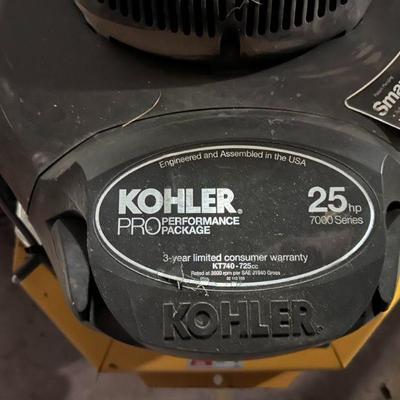 Engineered and Assembled in the USA
KOHLER®
PRO PERFORMANCE PACKAGE
25 hp
7000 Series
3-year limited consumer warranty
KT740 - 725cc
Rated at 3600 rpm per SAE J1940 Gross
KOHLER®